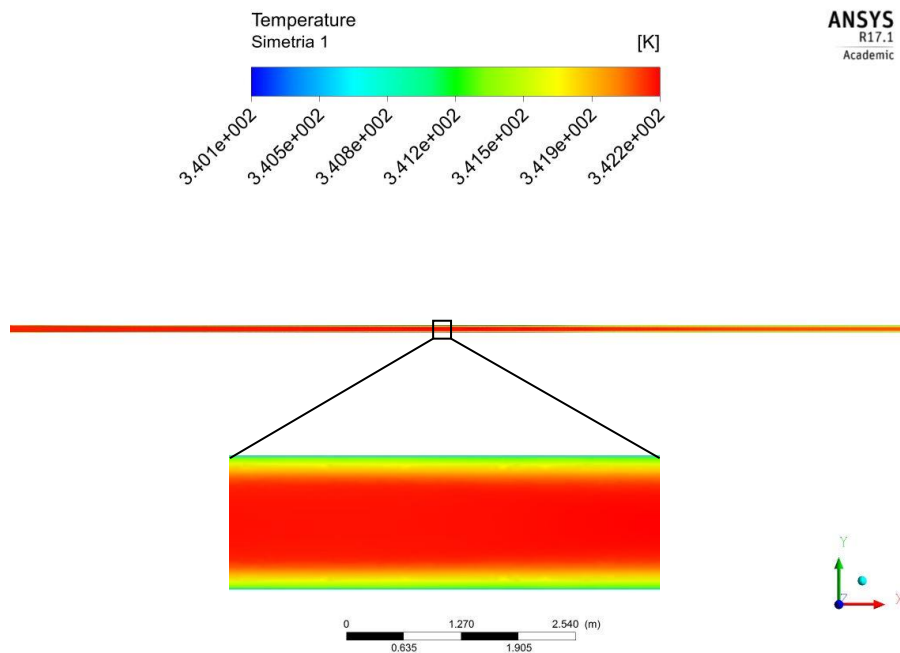 Temperature
Simetria 1
[K]
ANSYS
R17.1
Academic
3.401e+002
3.405e+002
3.408e+002
3.412e+002
3.415e+002
3.419e+002
3.422e+002
Y
Z
X
0 1.270 2.540 (m)
0.635 1.905